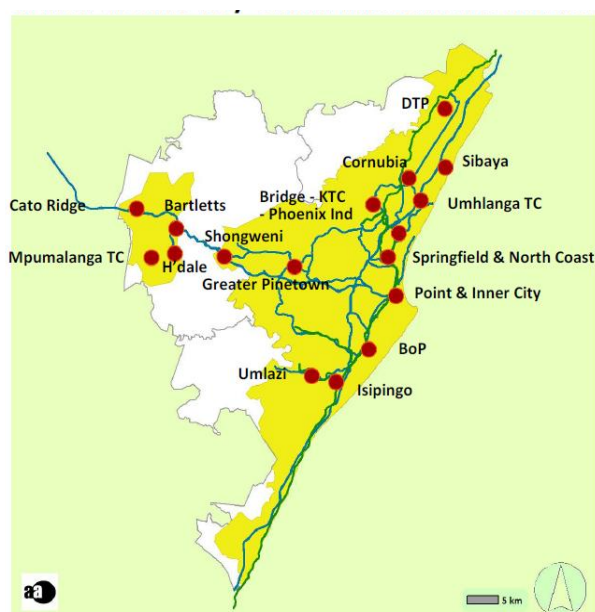 DTP
Cornubia
Sibaya
Cato Ridge
Bartletts
Bridge - KTC
- Phoenix Ind
Umhlanga TC
Shongweni
Mpumalanga TC
H'dale
Springfield & North Coast
Greater Pinetown
Point & Inner City
BoP
Umlazi
Isipingo
aa
5 km